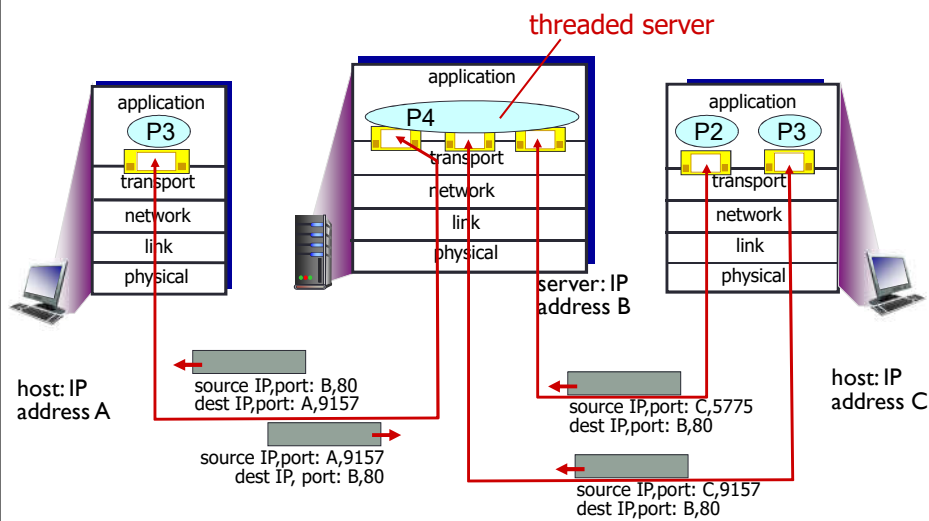 threaded server
application
P3
transport
network
link
physical
host: IP
address A
application
P4
transport
network
link
physical
server: IP
address B
application
P2
P3
transport
network
link
physical
host: IP
address C
source IP,port: B,80
dest IP,port: A,9157
source IP,port: A,9157
dest IP, port: B,80
source IP,port: C,5775
dest IP,port: B,80
source IP,port: C,9157
dest IP,port: B,80